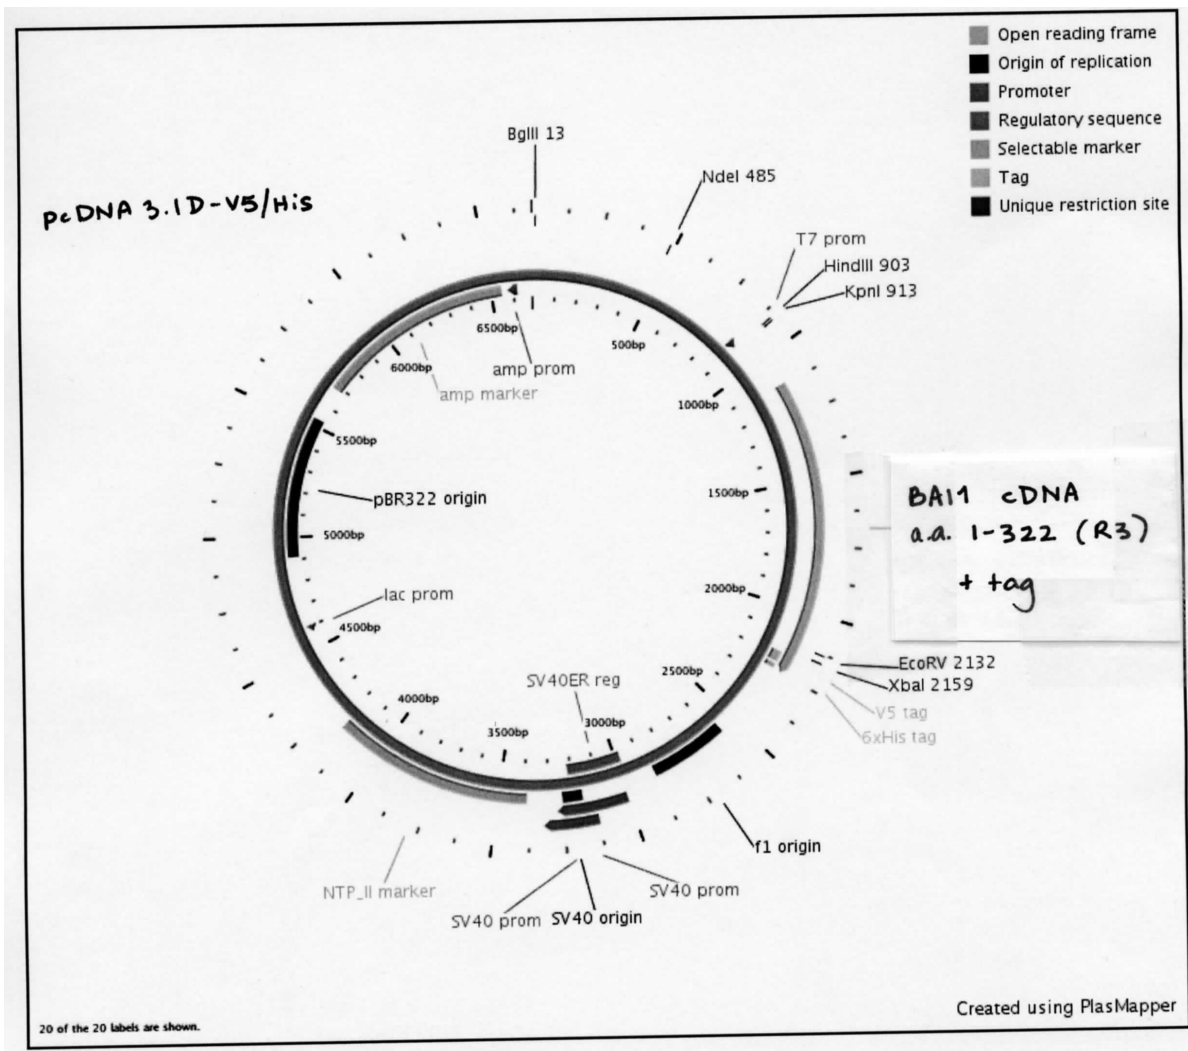 Open reading frame
Origin of replication
Promoter
Regulatory sequence
Selectable marker
Tag
Unique restriction site
BglII 13
NdeI 485
pcDNA 3.1D-V5/His
T7 prom
HindIII 903
KpnI 913
6500bp
500bp
amp prom
6000bp
amp marker
1000bp
5500bp
1500bp
pBR322 origin
BAI1 cDNA
a.a. 1-322 (R3)
+ tag
5000bp
2000bp
lac prom
4500bp
EcoRV 2132
XbaI 2159
V5 tag
6xHis tag
2500bp
SV40ER reg
4000bp
3500bp
3000bp
f1 origin
NTP_II marker
SV40 prom
SV40 prom
SV40 origin
Created using PlasMapper
20 of the 20 labels are shown.